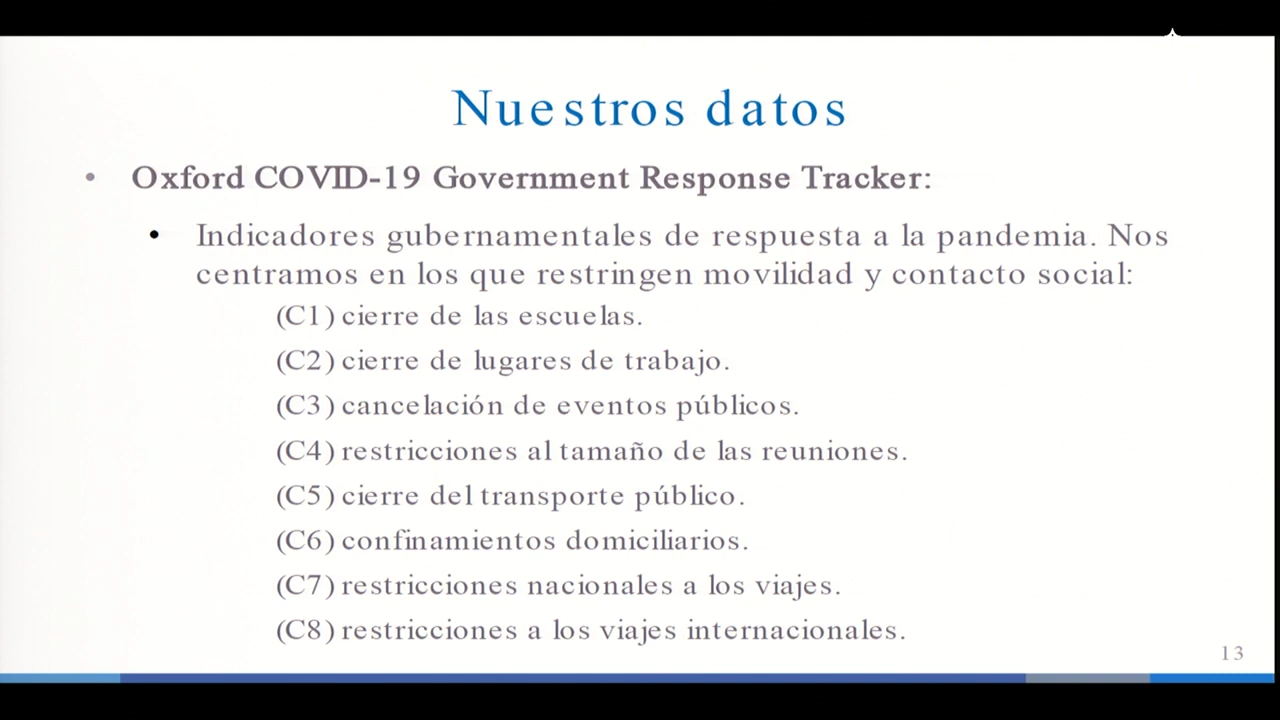 Nuestros datos
• Oxford COVID-19 Government Response Tracker:
• Indicadores gubernamentales de respuesta a la pandemia. Nos
centramos en los que restringen movilidad y contacto social:
(C1) cierre de las escuelas.
(C2) cierre de lugares de trabajo.
(C3) cancelación de eventos públicos.
(C4) restricciones al tamaño de las reuniones.
(C5) cierre del transporte público.
(C6) confinamientos domiciliarios.
(C7) restricciones nacionales a los viajes.
(C8) restricciones a los viajes internacionales.
13